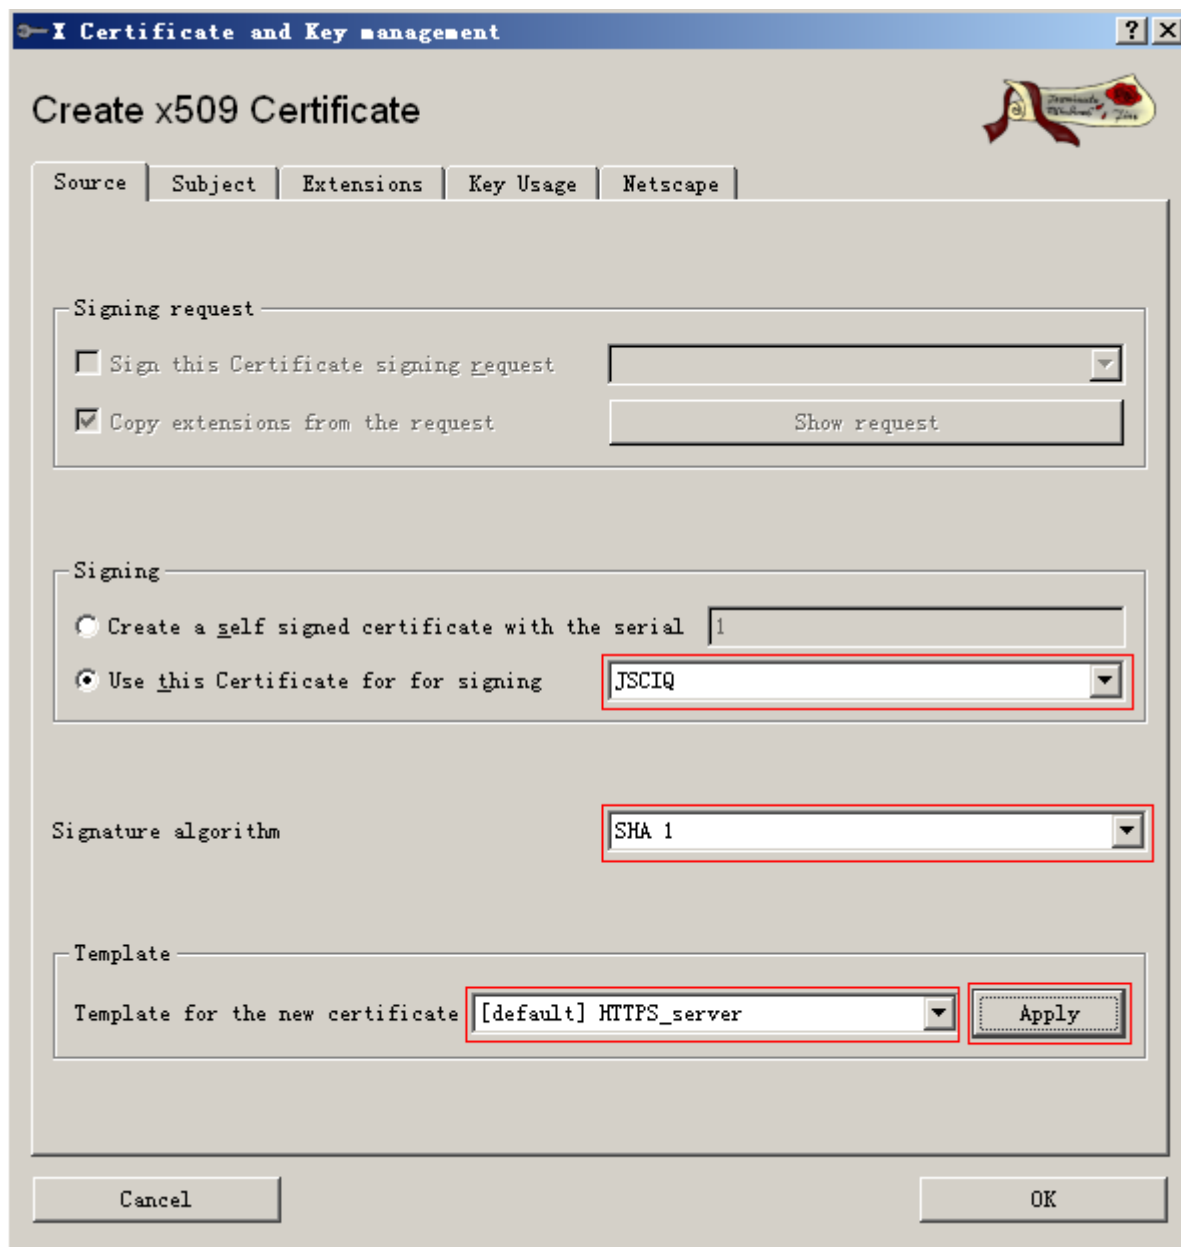 X Certificate and Key management
Create x509 Certificate
Source Subject Extensions Key Usage Netscape
Signing request
Sign this Certificate signing request
Copy extensions from the request Show request
Signing
Create a self signed certificate with the serial 1
Use this Certificate for for signing JSCIQ
Signature algorithm SHA 1
Template
Template for the new certificate [default] HTTPS_server Apply
Cancel OK